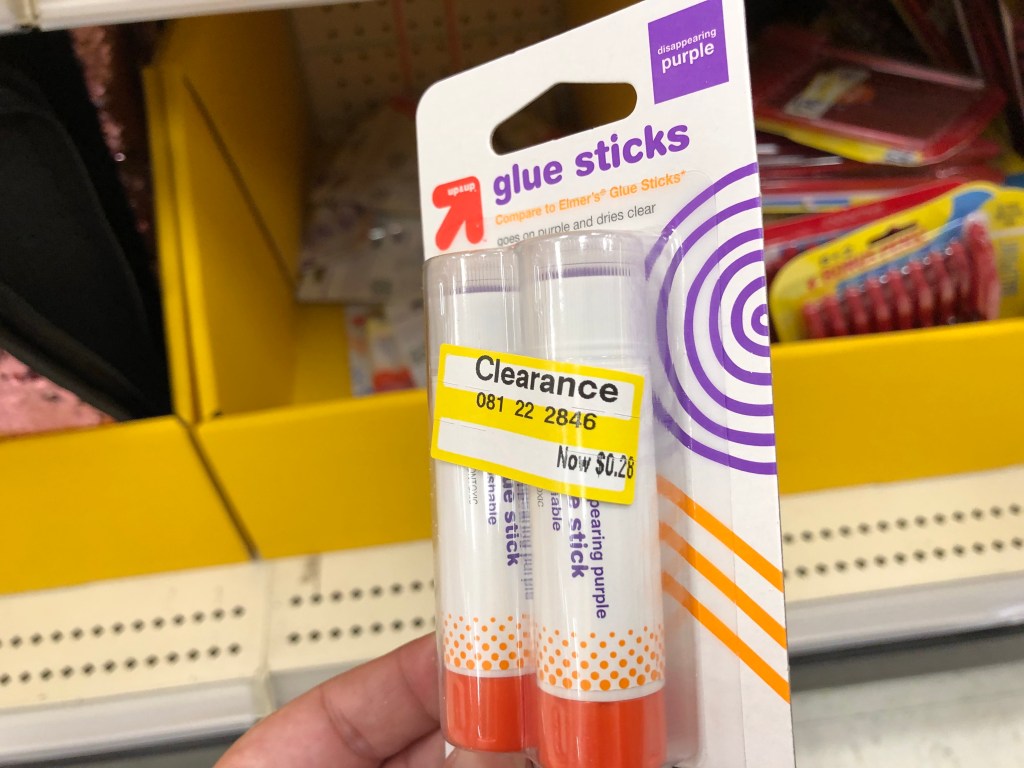 disappearing
purple
glue sticks
up&up
Compare to Elmer's® Glue Sticks*
goes on purple and dries clear
Clearance
081 22 2846
Now $0.28
ue stick
e stick
pearing purple